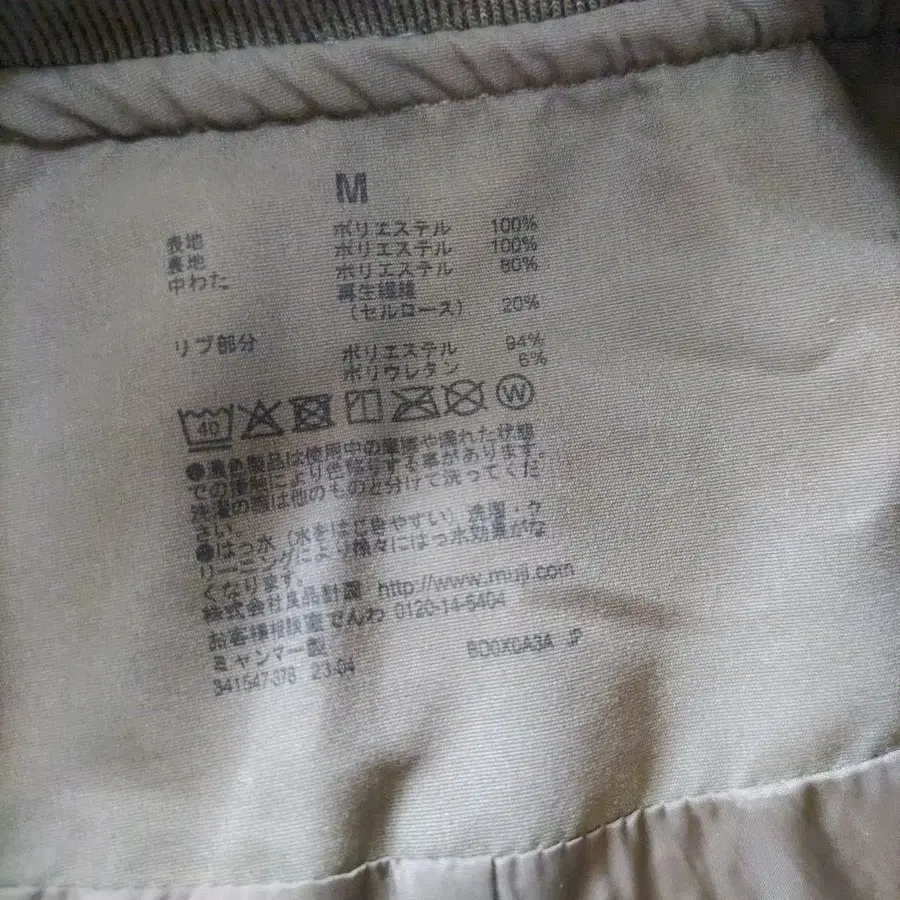 M
表地 ポリエステル 100%
裏地 ポリエステル 100%
中わた ポリエステル 80%
再生繊維
(セルロース) 20%
リブ部分 ポリエステル 94%
ポリウレタン 6%
40 W
●濃色製品は使用中の摩擦や濡れた状態
での接触により色移りする事があります。
洗濯の際は他のものと分けて洗ってくだ
さい。
●はっ水(水をはじきやすい)洗濯・ク
リーニングにより徐々にはっ水効果がな
くなります。
株式会社良品計画 http://www.muji.com
お客様相談室でんわ 0120-14-6404
ミャンマー製 JP
23.04